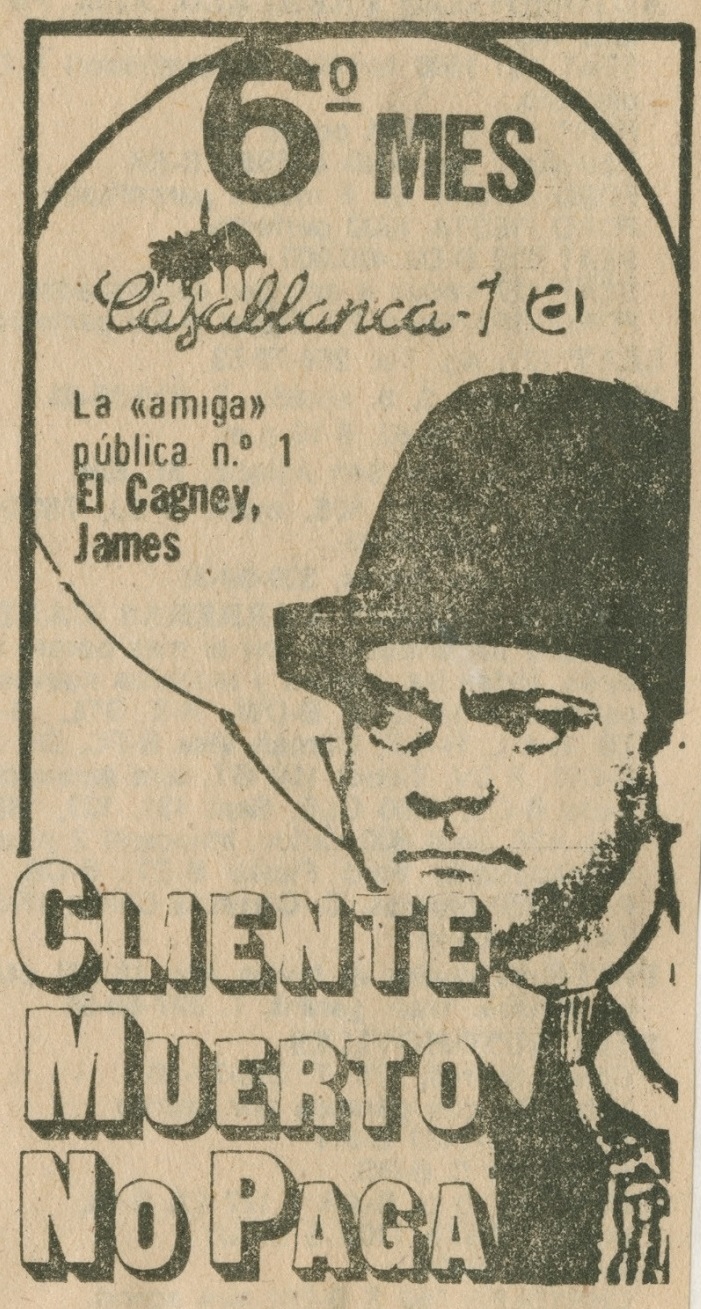 6º MES
Casablanca-1 a
La «amiga»
pública n.º 1
El Cagney,
James
CLIENTE
MUERTO
NO PAGA